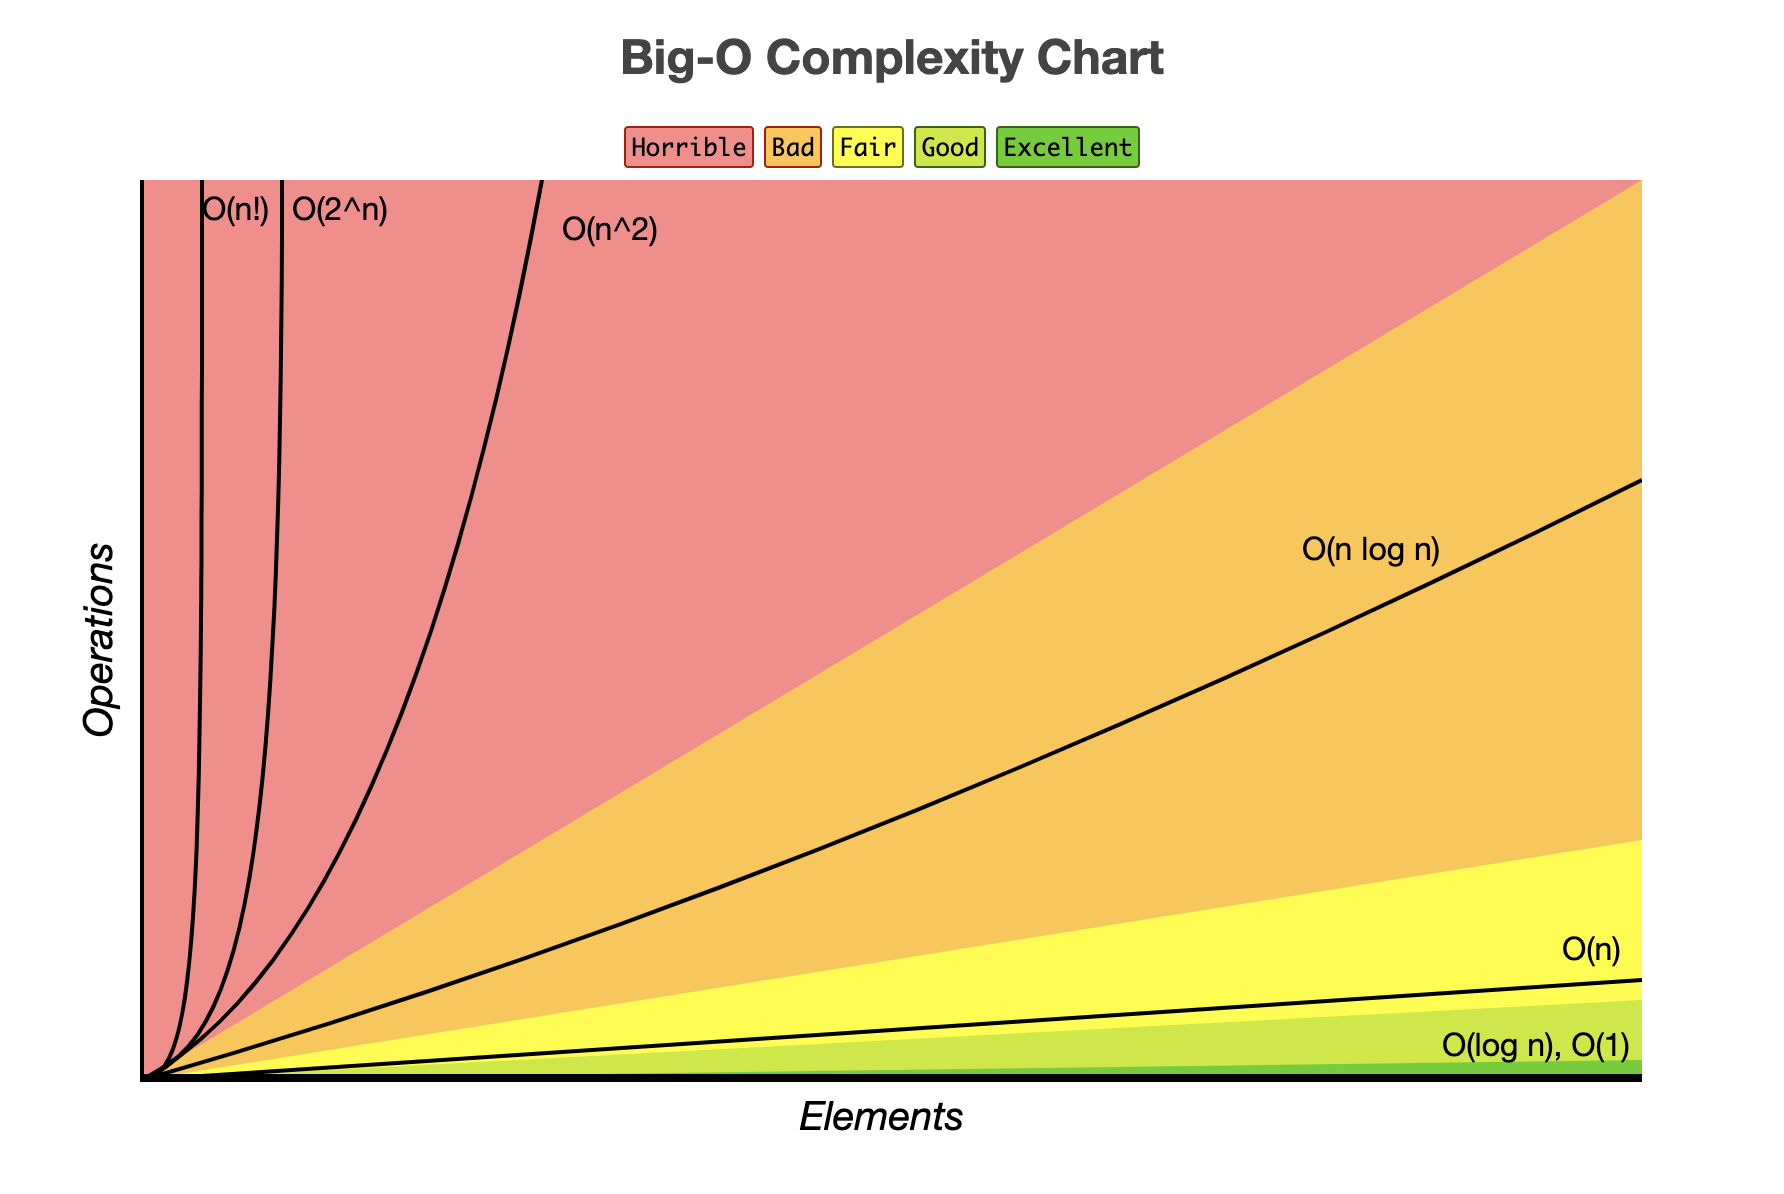 Big-O Complexity Chart
Horrible Bad Fair Good Excellent
O(n!) O(2^n)
O(n^2)
O(n log n)
Operations
O(n)
O(log n), O(1)
Elements